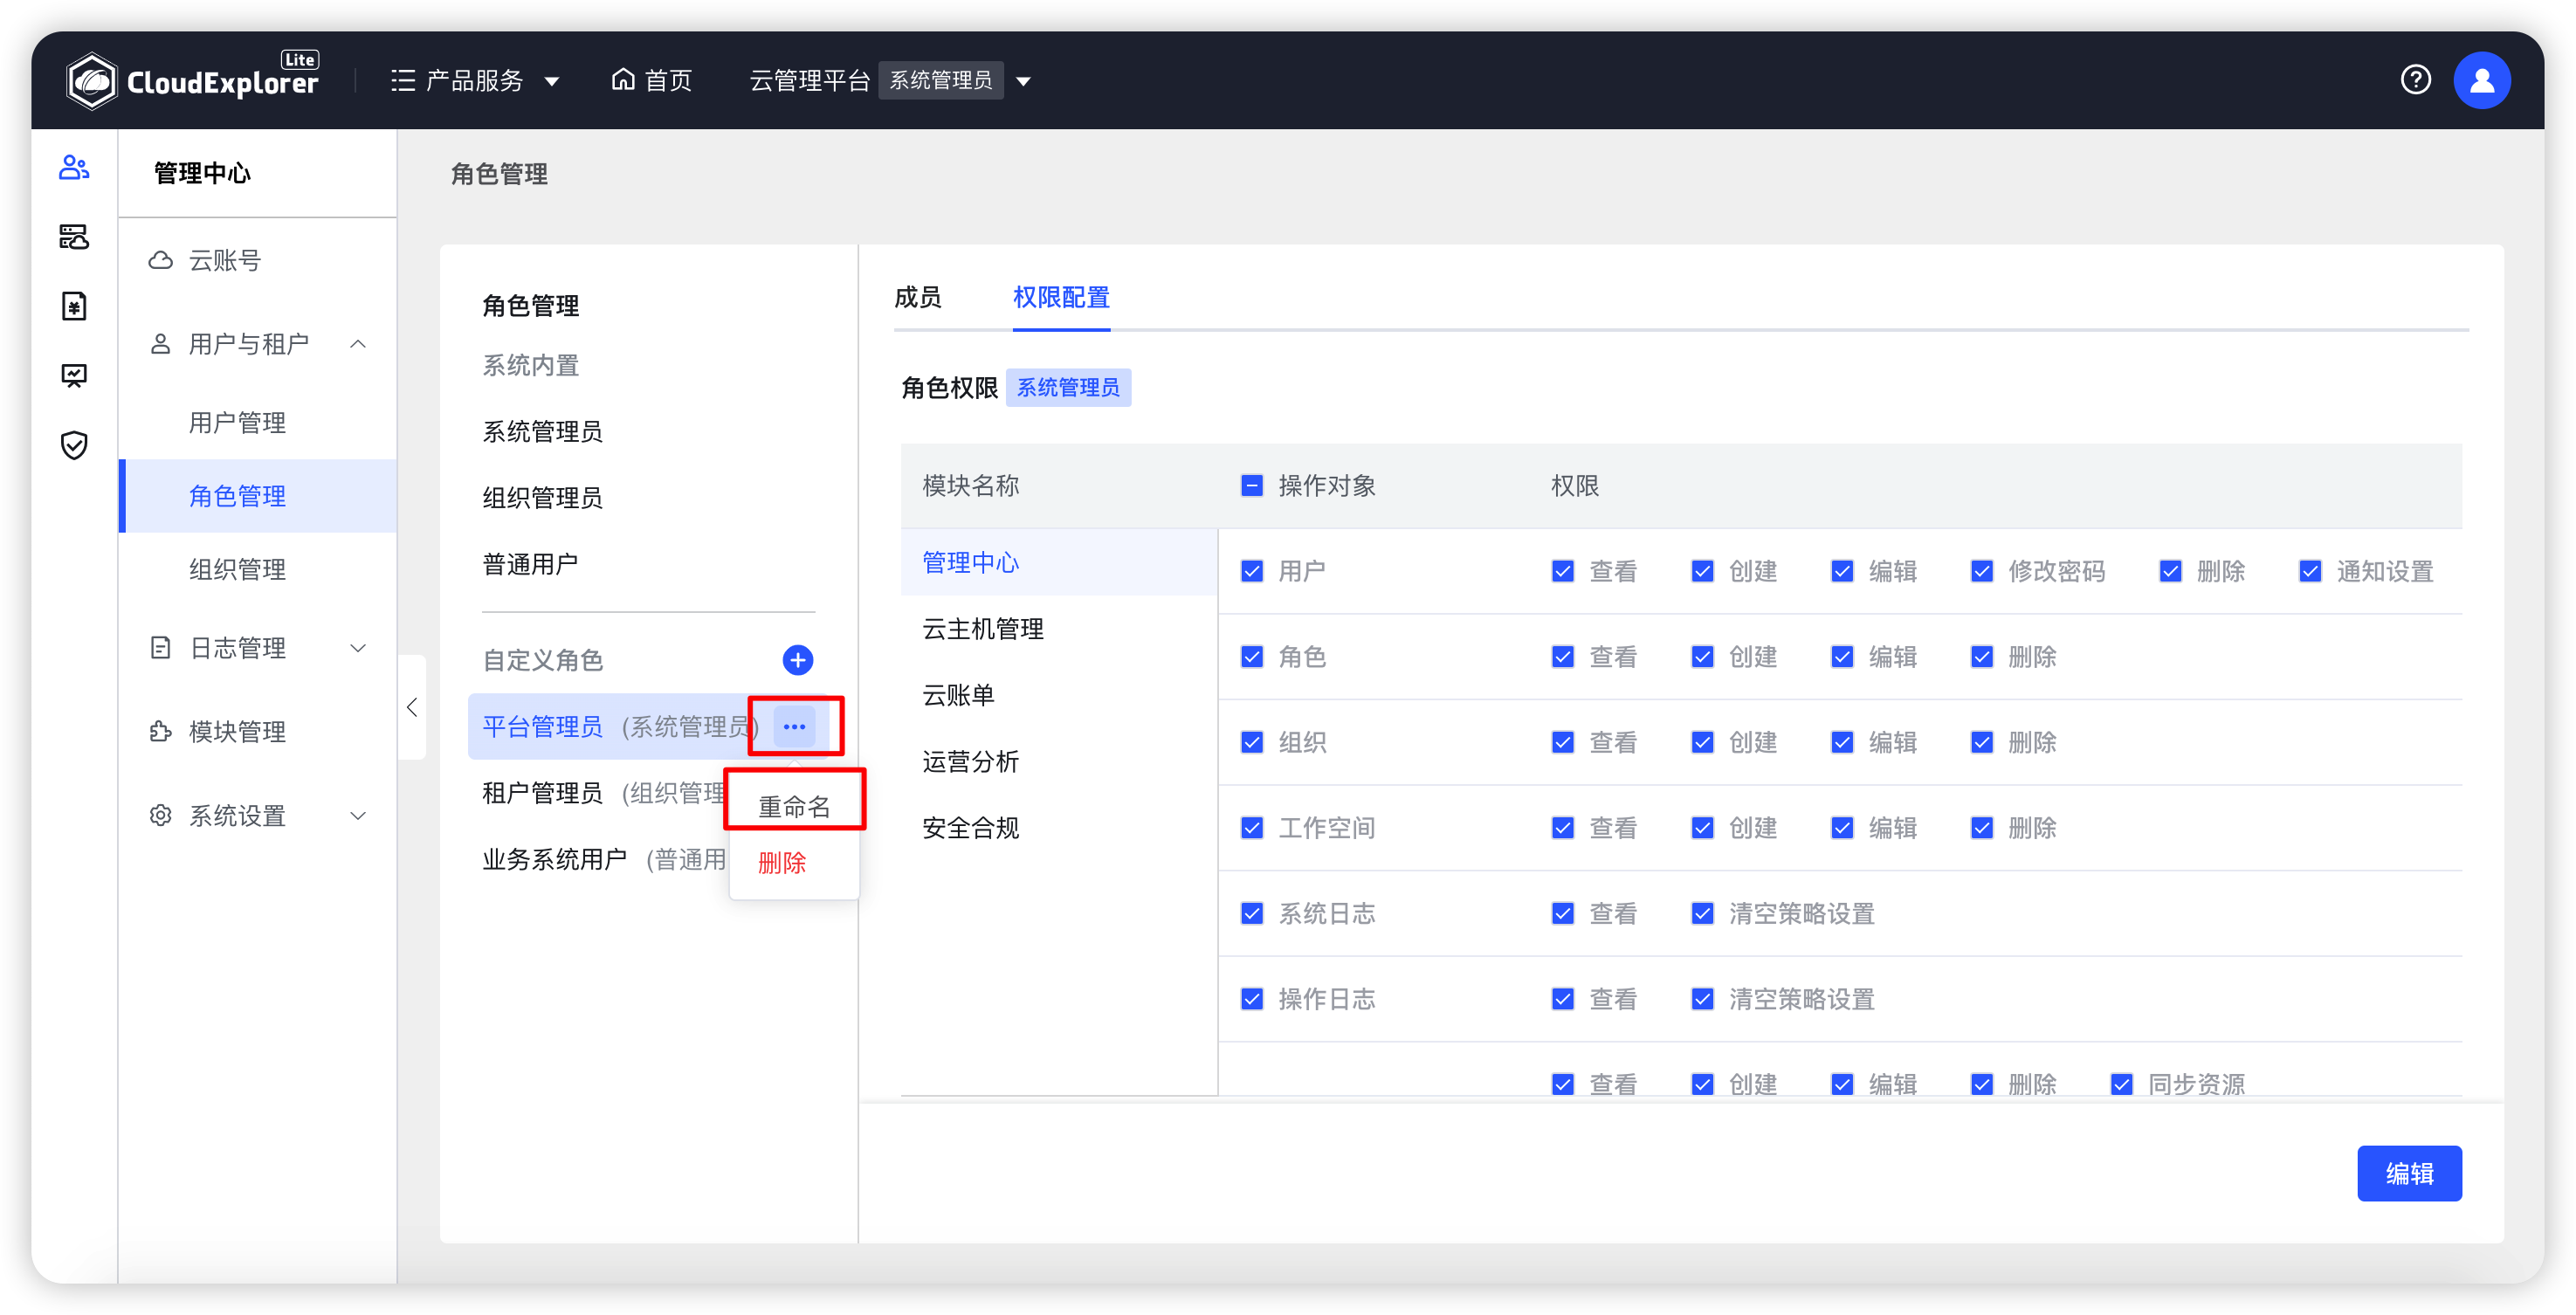 CloudExplorer Lite
产品服务
首页
云管理平台 系统管理员
管理中心
云账号
用户与租户
用户管理
角色管理
组织管理
日志管理
模块管理
系统设置
角色管理
角色管理
系统内置
系统管理员
组织管理员
普通用户
自定义角色
平台管理员 (系统管理员)
租户管理员 (组织管理
业务系统用户 (普通用
重命名
删除
成员 权限配置
角色权限 系统管理员
模块名称 操作对象 权限
管理中心
云主机管理
云账单
运营分析
安全合规
用户 查看 创建 编辑 修改密码 删除 通知设置
角色 查看 创建 编辑 删除
组织 查看 创建 编辑 删除
工作空间 查看 创建 编辑 删除
系统日志 查看 清空策略设置
操作日志 查看 清空策略设置
查看 创建 编辑 删除 同步资源
编辑